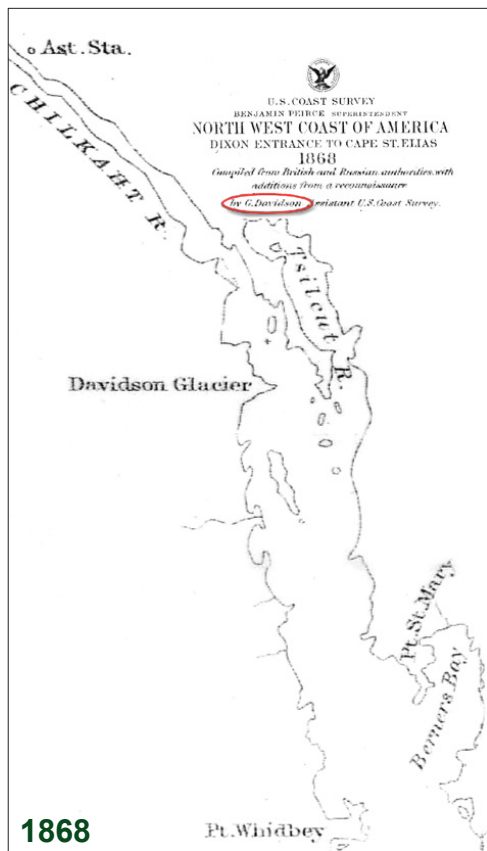 Ast. Sta.
CHILKAHT R.
U.S. COAST SURVEY
BENJAMIN PEIRCE SUPERINTENDENT
NORTH WEST COAST OF AMERICA
DIXON ENTRANCE TO CAPE ST. ELIAS
1868
Compiled from British and Russian authorities, with
additions from a reconnaissance
by G. Davidson Assistant U.S. Coast Survey.
Tsilcut R.
Davidson Glacier
Pt. St. Mary
Berners Bay
1868
Pt. Whidbey